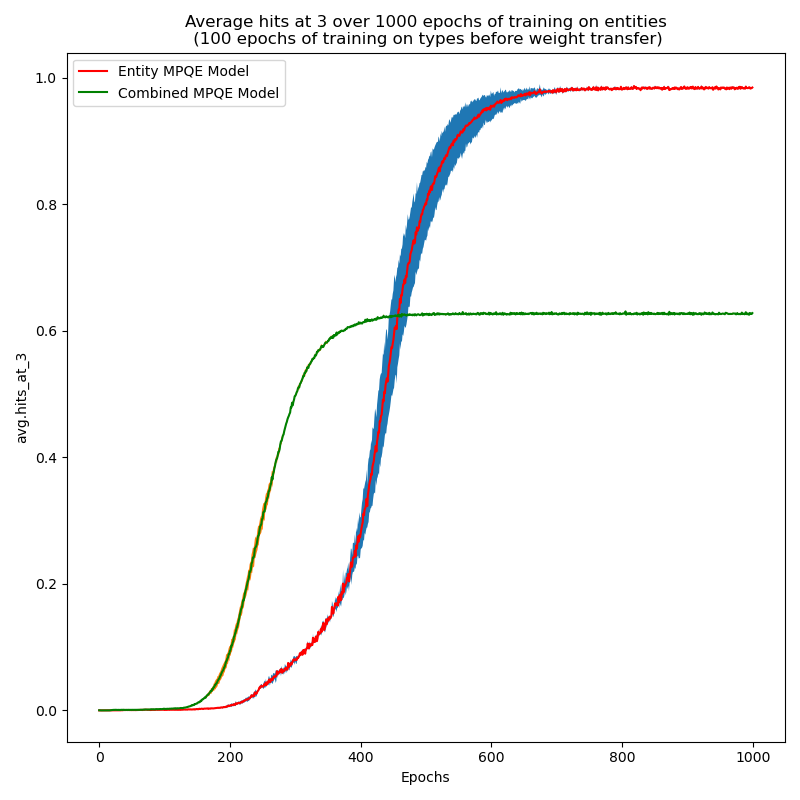 Average hits at 3 over 1000 epochs of training on entities
(100 epochs of training on types before weight transfer)
Entity MPQE Model
Combined MPQE Model
avg.hits_at_3
1.0
0.8
0.6
0.4
0.2
0.0
0 200 400 600 800 1000
Epochs